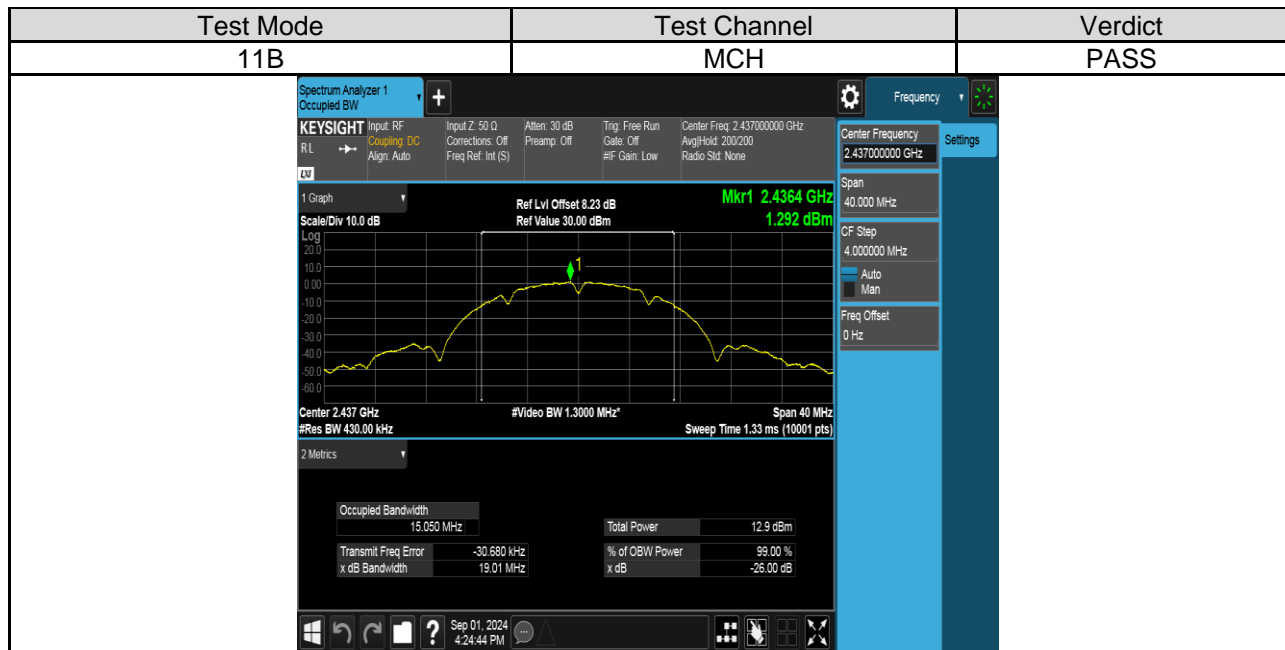 Test Mode Test Channel Verdict
11B MCH PASS
Spectrum Analyzer 1
Occupied BW
+
Frequency
KEYSIGHT Input: RF Input Z: 50 Ω Atten: 30 dB Trig: Free Run Center Freq: 2.437000000 GHz
RL Coupling: DC Corrections: Off Preamp: Off Gate: Off Avg|Hold: 200/200
Align: Auto Freq Ref: Int (S) #IF Gain: Low Radio Std: None
LXI
Center Frequency
2.437000000 GHz
Settings
Span
40.000 MHz
CF Step
4.000000 MHz
Auto
Man
Freq Offset
0 Hz
1 Graph
Ref Lvl Offset 8.23 dB
Mkr1 2.4364 GHz
Scale/Div 10.0 dB Ref Value 30.00 dBm 1.292 dBm
Log
20.0
10.0
0.00
-10.0
-20.0
-30.0
-40.0
-50.0
-60.0
1
Center 2.437 GHz #Video BW 1.3000 MHz* Span 40 MHz
#Res BW 430.00 kHz Sweep Time 1.33 ms (10001 pts)
2 Metrics
Occupied Bandwidth
15.050 MHz Total Power 12.9 dBm
Transmit Freq Error -30.680 kHz % of OBW Power 99.00 %
x dB Bandwidth 19.01 MHz x dB -26.00 dB
? Sep 01, 2024
4:24:44 PM